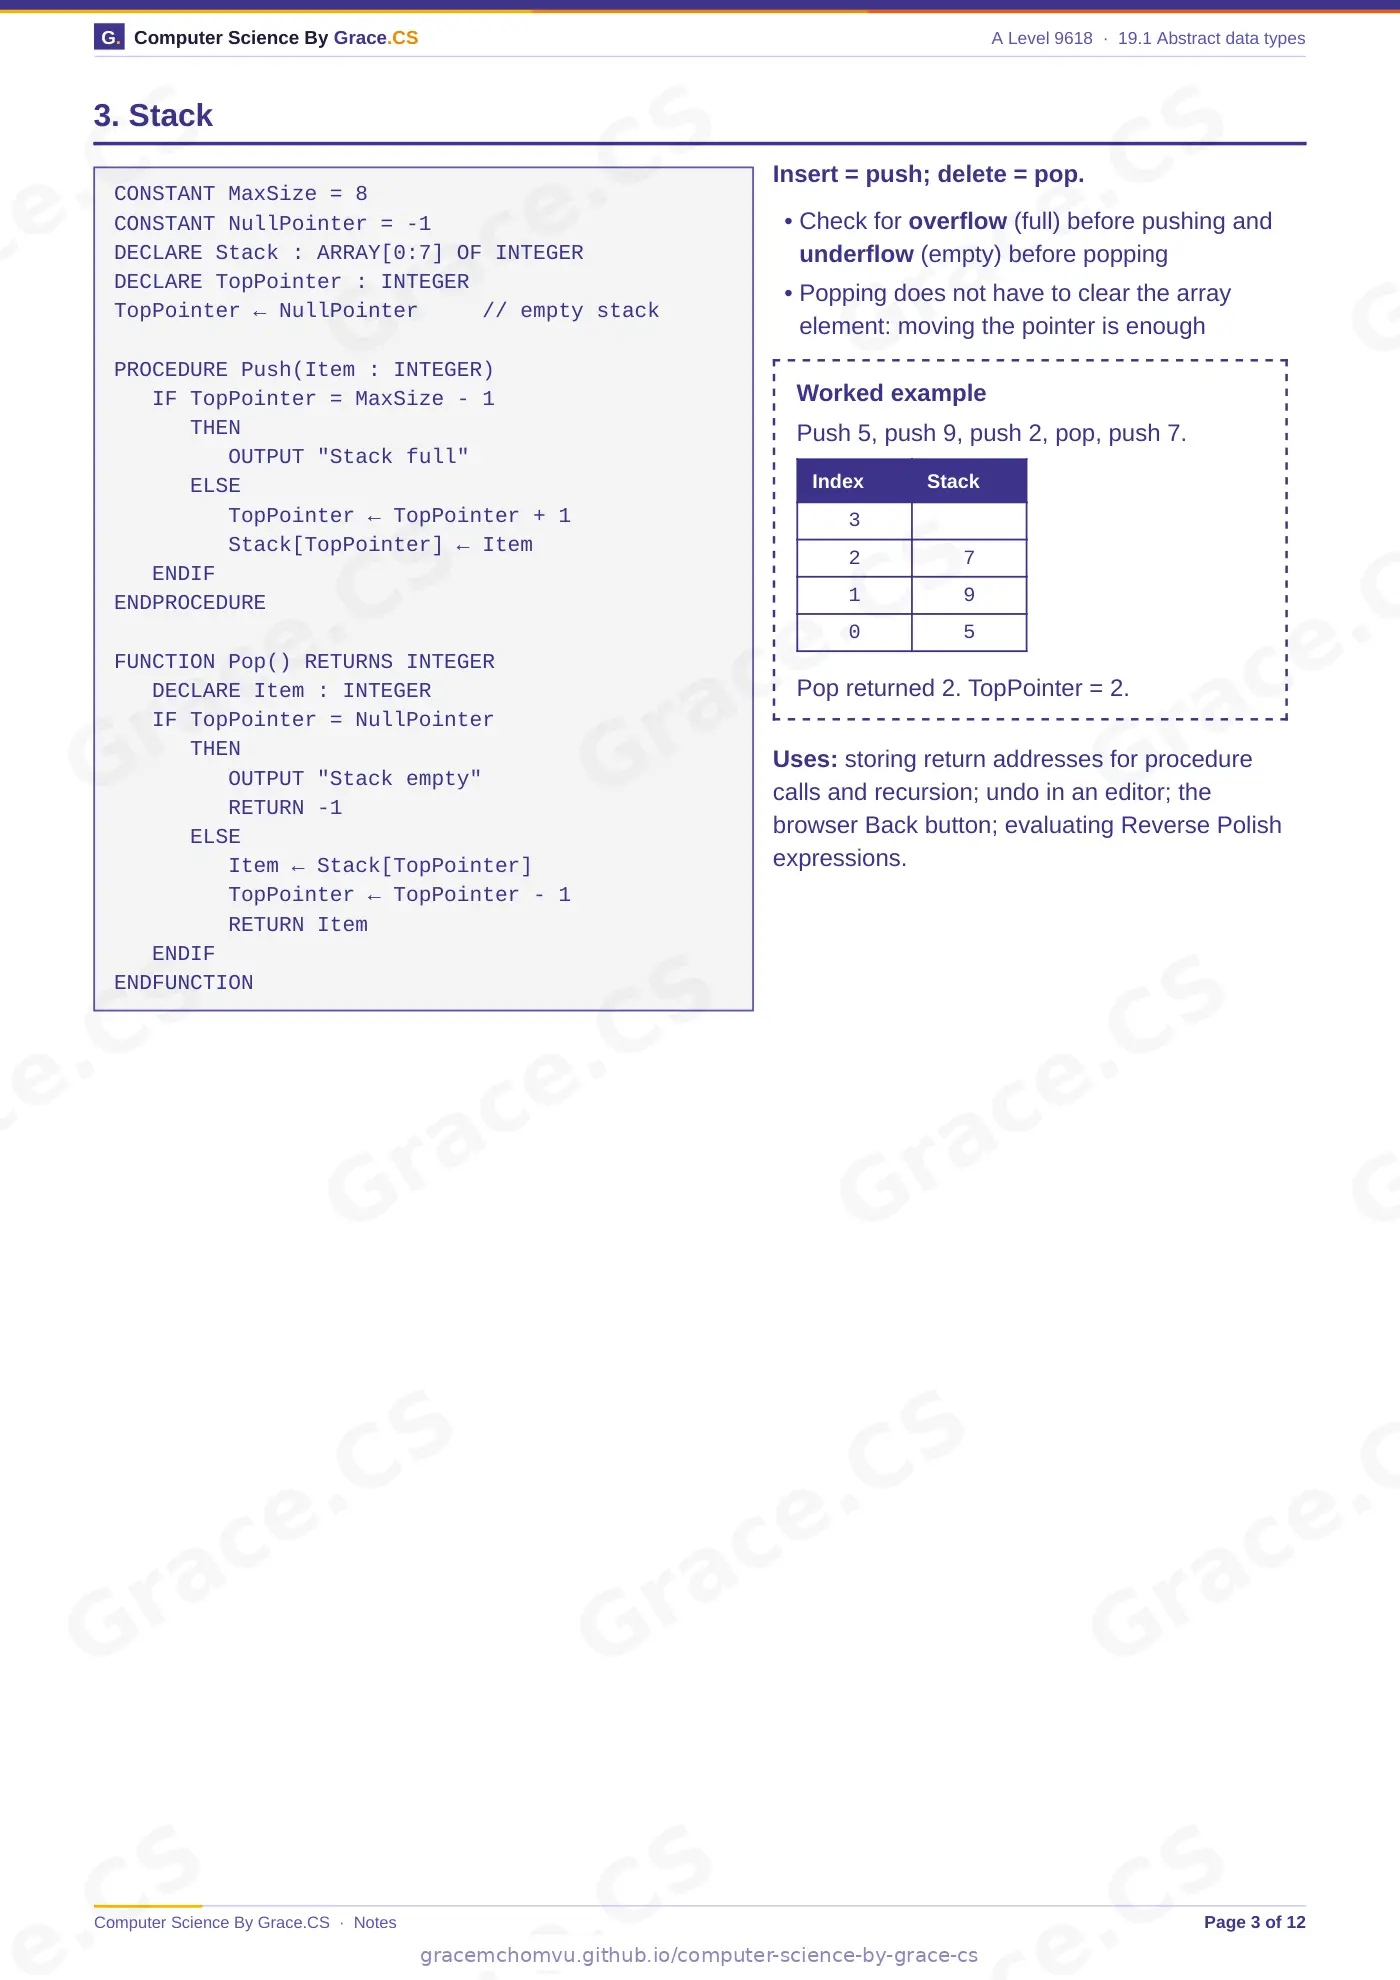 G. Computer Science By Grace.CS
A Level 9618 · 19.1 Abstract data types
3. Stack
CONSTANT MaxSize = 8
CONSTANT NullPointer = -1
DECLARE Stack : ARRAY[0:7] OF INTEGER
DECLARE TopPointer : INTEGER
TopPointer ← NullPointer     // empty stack

PROCEDURE Push(Item : INTEGER)
   IF TopPointer = MaxSize - 1
      THEN
         OUTPUT "Stack full"
      ELSE
         TopPointer ← TopPointer + 1
         Stack[TopPointer] ← Item
   ENDIF
ENDPROCEDURE

FUNCTION Pop() RETURNS INTEGER
   DECLARE Item : INTEGER
   IF TopPointer = NullPointer
      THEN
         OUTPUT "Stack empty"
         RETURN -1
      ELSE
         Item ← Stack[TopPointer]
         TopPointer ← TopPointer - 1
         RETURN Item
   ENDIF
ENDFUNCTION
Insert = push; delete = pop.
• Check for overflow (full) before pushing and
underflow (empty) before popping
• Popping does not have to clear the array
element: moving the pointer is enough
Worked example
Push 5, push 9, push 2, pop, push 7.
Index Stack
3
2 7
1 9
0 5
Pop returned 2. TopPointer = 2.
Uses: storing return addresses for procedure
calls and recursion; undo in an editor; the
browser Back button; evaluating Reverse Polish
expressions.
Computer Science By Grace.CS · Notes
Page 3 of 12
gracemchomvu.github.io/computer-science-by-grace-cs